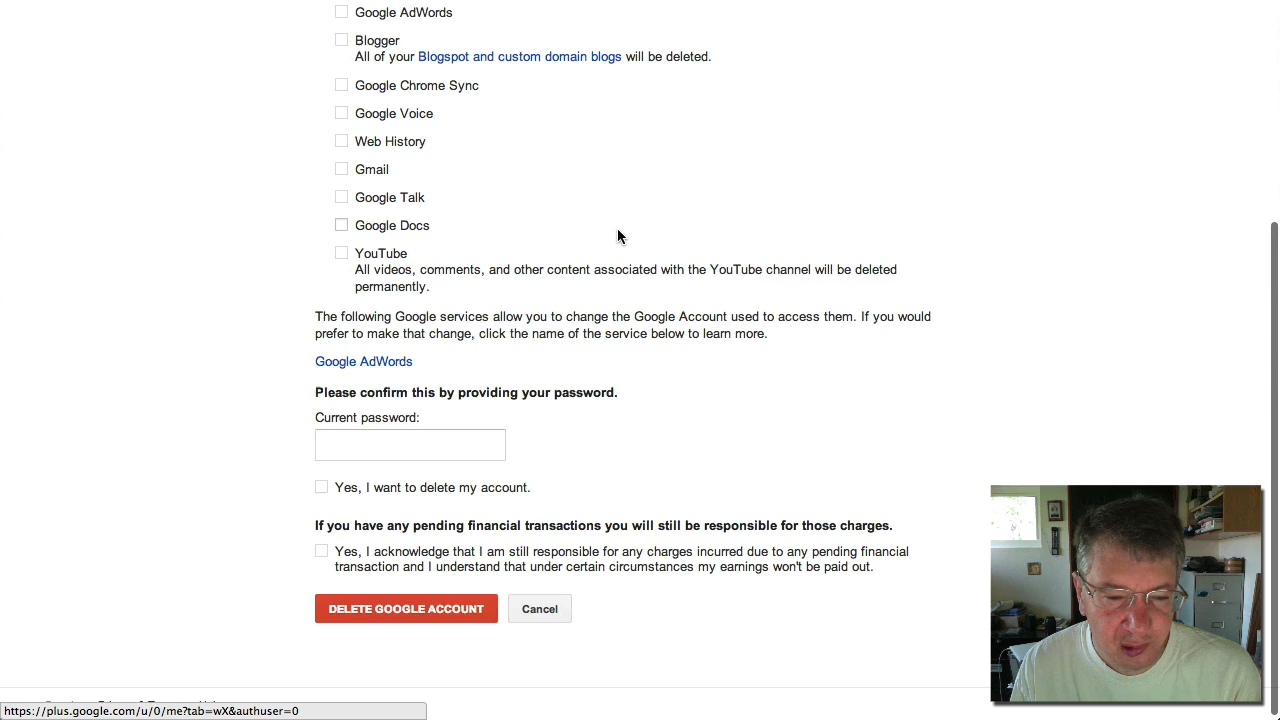 Google AdWords
Blogger
All of your Blogspot and custom domain blogs will be deleted.
Google Chrome Sync
Google Voice
Web History
Gmail
Google Talk
Google Docs
YouTube
All videos, comments, and other content associated with the YouTube channel will be deleted
permanently.
The following Google services allow you to change the Google Account used to access them. If you would
prefer to make that change, click the name of the service below to learn more.
Google AdWords
Please confirm this by providing your password.
Current password:
Yes, I want to delete my account.
If you have any pending financial transactions you will still be responsible for those charges.
Yes, I acknowledge that I am still responsible for any charges incurred due to any pending financial
transaction and I understand that under certain circumstances my earnings won't be paid out.
DELETE GOOGLE ACCOUNT Cancel
https://plus.google.com/u/0/me?tab=wX&authuser=0